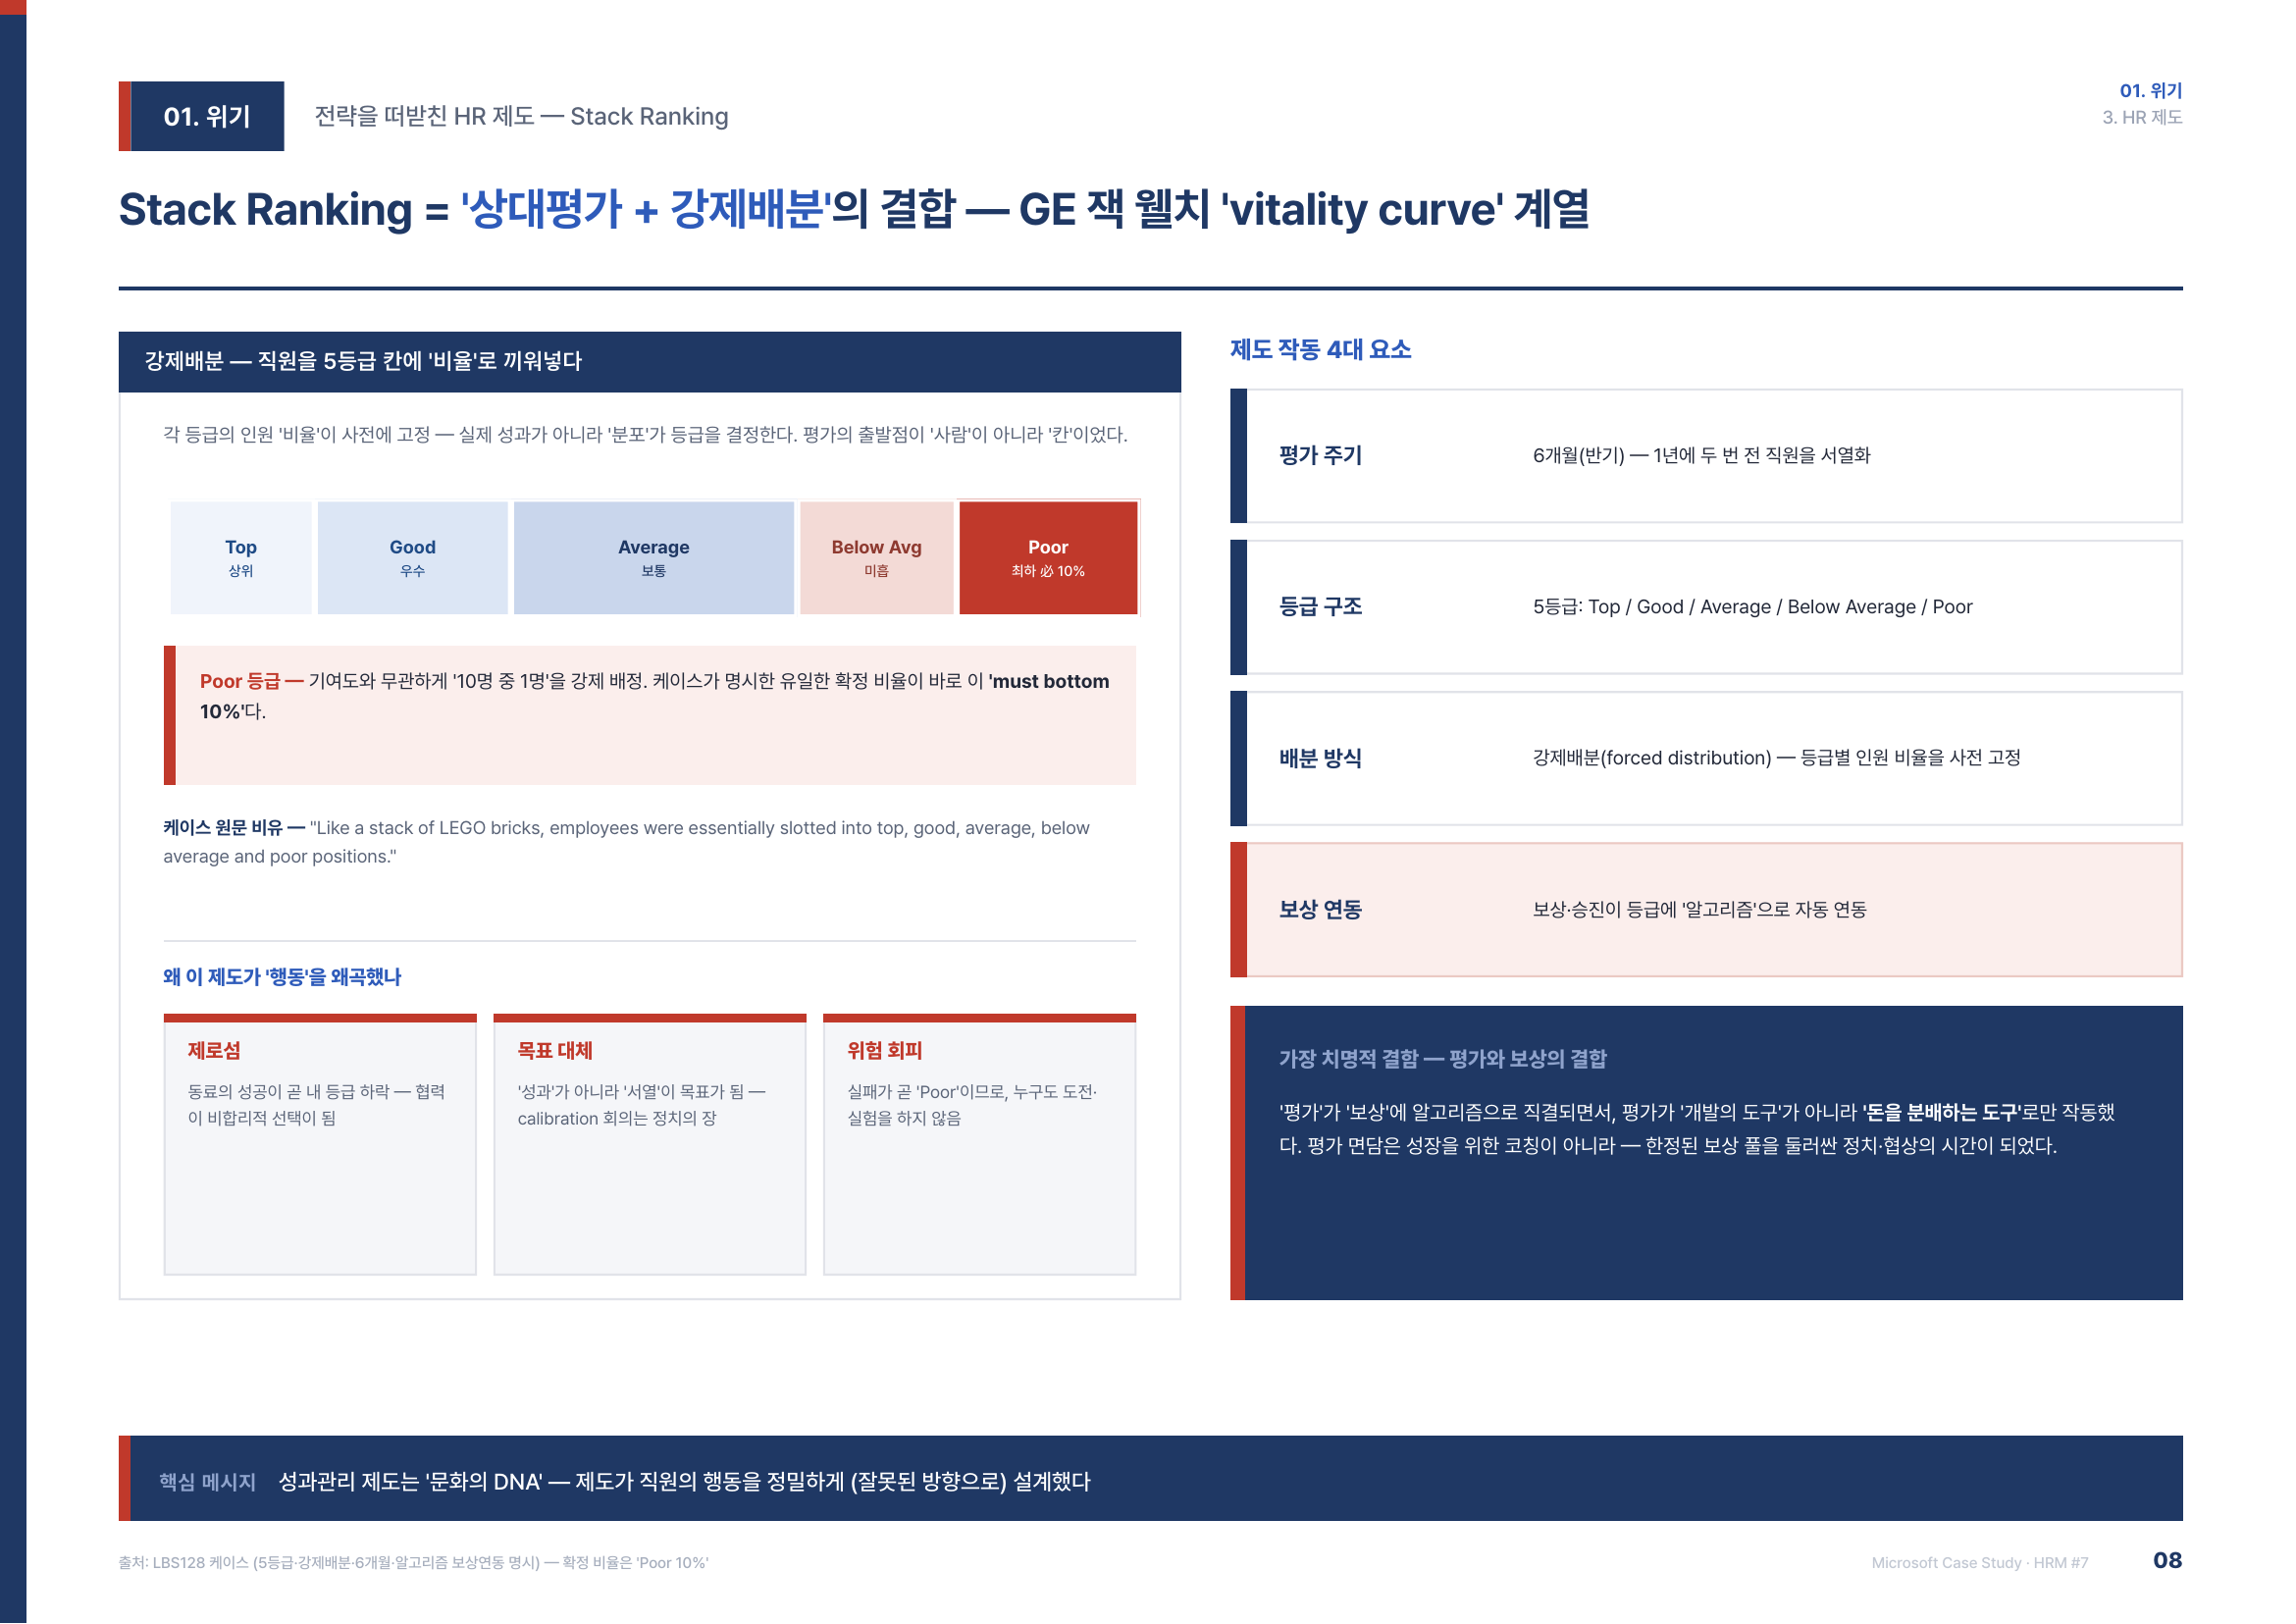 01. 위기
전략을 떠받친 HR 제도 — Stack Ranking
01. 위기
3. HR 제도
Stack Ranking = '상대평가 + 강제배분'의 결합 — GE 잭 웰치 'vitality curve' 계열
강제배분 — 직원을 5등급 칸에 '비율'로 끼워넣다
각 등급의 인원 '비율'이 사전에 고정 — 실제 성과가 아니라 '분포'가 등급을 결정한다. 평가의 출발점이 '사람'이 아니라 '칸'이었다.
Top
상위
Good
우수
Average
보통
Below Avg
미흡
Poor
최하 必 10%
Poor 등급 — 기여도와 무관하게 '10명 중 1명'을 강제 배정. 케이스가 명시한 유일한 확정 비율이 바로 이 'must bottom
10%'다.
케이스 원문 비유 — "Like a stack of LEGO bricks, employees were essentially slotted into top, good, average, below
average and poor positions."
왜 이 제도가 '행동'을 왜곡했나
제로섬
동료의 성공이 곧 내 등급 하락 — 협력
이 비합리적 선택이 됨
목표 대체
'성과'가 아니라 '서열'이 목표가 됨 —
calibration 회의는 정치의 장
위험 회피
실패가 곧 'Poor'이므로, 누구도 도전·
실험을 하지 않음
제도 작동 4대 요소
평가 주기
6개월(반기) — 1년에 두 번 전 직원을 서열화
등급 구조
5등급: Top / Good / Average / Below Average / Poor
배분 방식
강제배분(forced distribution) — 등급별 인원 비율을 사전 고정
보상 연동
보상·승진이 등급에 '알고리즘'으로 자동 연동
가장 치명적 결함 — 평가와 보상의 결합
'평가'가 '보상'에 알고리즘으로 직결되면서, 평가가 '개발의 도구'가 아니라 '돈을 분배하는 도구'로만 작동했
다. 평가 면담은 성장을 위한 코칭이 아니라 — 한정된 보상 풀을 둘러싼 정치·협상의 시간이 되었다.
핵심 메시지
성과관리 제도는 '문화의 DNA' — 제도가 직원의 행동을 정밀하게 (잘못된 방향으로) 설계했다
출처: LBS128 케이스 (5등급·강제배분·6개월·알고리즘 보상연동 명시) — 확정 비율은 'Poor 10%'
Microsoft Case Study · HRM #7
08